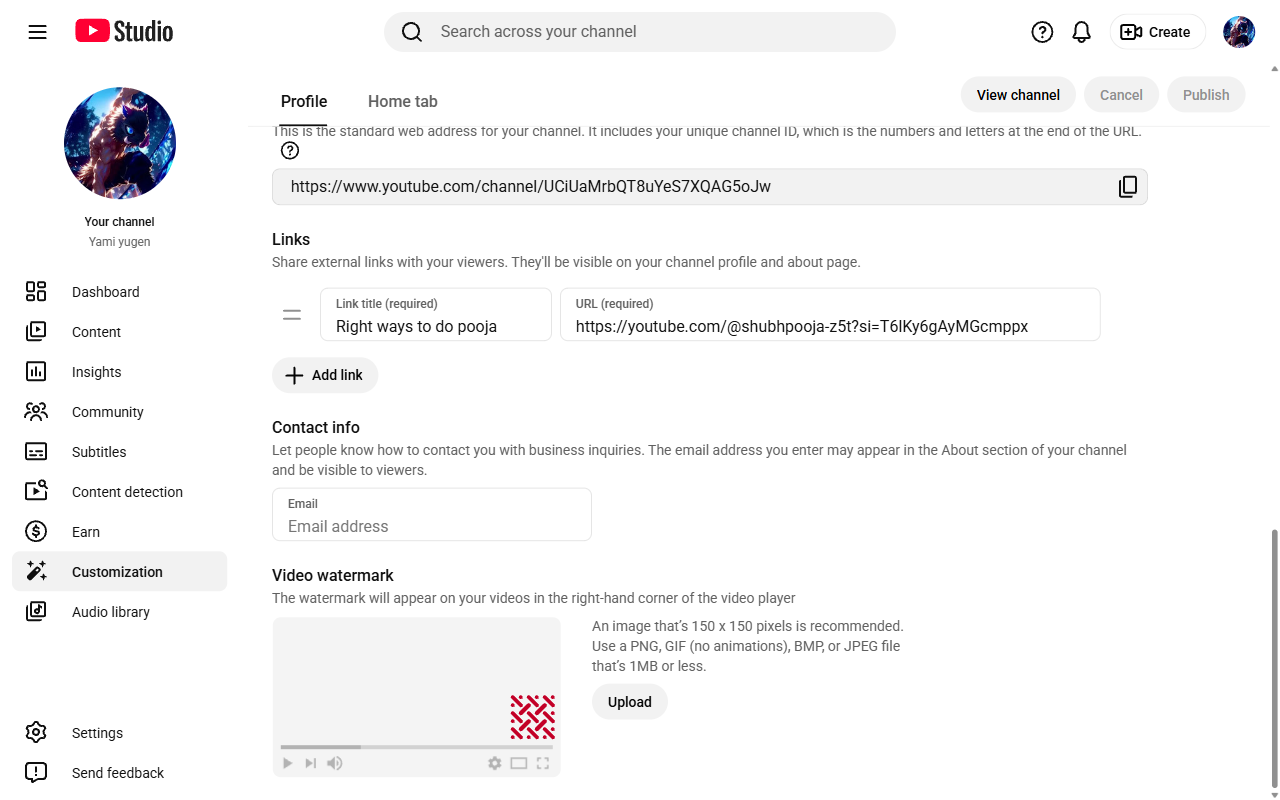 Studio
Search across your channel
Create
Profile
Home tab
View channel
Cancel
Publish
This is the standard web address for your channel. It includes your unique channel ID, which is the numbers and letters at the end of the URL.
https://www.youtube.com/channel/UCiUaMrbQT8uYeS7XQAG5oJw
Your channel
Yami yugen
Dashboard
Content
Insights
Community
Subtitles
Content detection
Earn
Customization
Audio library
Settings
Send feedback
Links
Share external links with your viewers. They'll be visible on your channel profile and about page.
Link title (required)
Right ways to do pooja
URL (required)
https://youtube.com/@shubhpooja-z5t?si=T6lKy6gAyMGcmppx
Add link
Contact info
Let people know how to contact you with business inquiries. The email address you enter may appear in the About section of your channel
and be visible to viewers.
Email
Email address
Video watermark
The watermark will appear on your videos in the right-hand corner of the video player
An image that’s 150 x 150 pixels is recommended.
Use a PNG, GIF (no animations), BMP, or JPEG file
that’s 1MB or less.
Upload